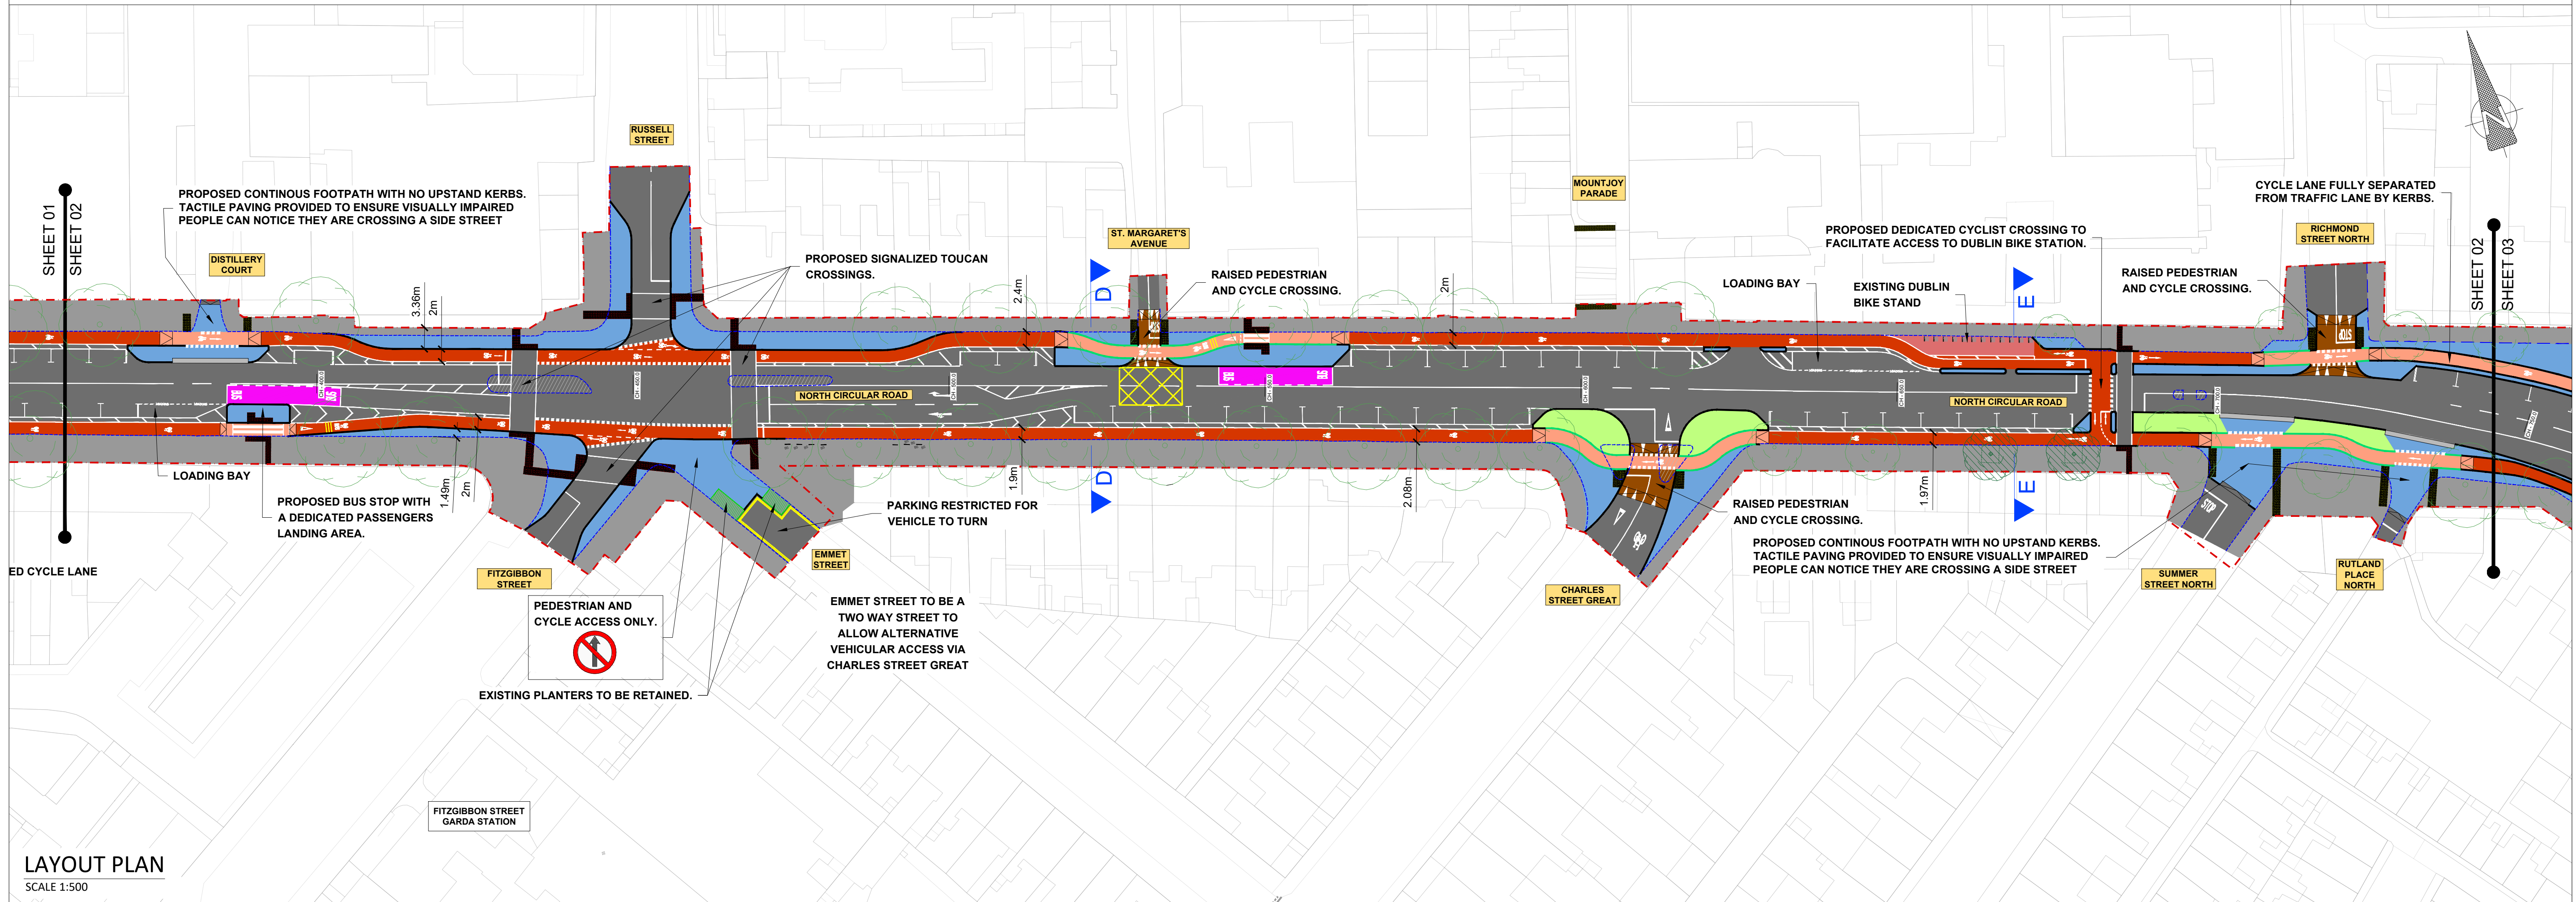 SHEET 01
SHEET 02
PROPOSED CONTINOUS FOOTPATH WITH NO UPSTAND KERBS.
TACTILE PAVING PROVIDED TO ENSURE VISUALLY IMPAIRED
PEOPLE CAN NOTICE THEY ARE CROSSING A SIDE STREET
DISTILLERY
COURT
RUSSELL
STREET
3.36m
2m
PROPOSED SIGNALIZED TOUCAN
CROSSINGS.
2.4m
D
ST. MARGARET'S
AVENUE
RAISED PEDESTRIAN
AND CYCLE CROSSING.
STOP
2m
MOUNTJOY
PARADE
LOADING BAY
PROPOSED DEDICATED CYCLIST CROSSING TO
FACILITATE ACCESS TO DUBLIN BIKE STATION.
EXISTING DUBLIN
BIKE STAND
E
RAISED PEDESTRIAN
AND CYCLE CROSSING.
CYCLE LANE FULLY SEPARATED
FROM TRAFFIC LANE BY KERBS.
RICHMOND
STREET NORTH
STOP
SHEET 02
SHEET 03
BUS
NORTH CIRCULAR ROAD
BUS
NORTH CIRCULAR ROAD
LOADING BAY
PROPOSED BUS STOP WITH
A DEDICATED PASSENGERS
LANDING AREA.
1.49m
2m
ED CYCLE LANE
FITZGIBBON
STREET
PEDESTRIAN AND
CYCLE ACCESS ONLY.
EXISTING PLANTERS TO BE RETAINED.
PARKING RESTRICTED FOR
VEHICLE TO TURN
EMMET
STREET
EMMET STREET TO BE A
TWO WAY STREET TO
ALLOW ALTERNATIVE
VEHICULAR ACCESS VIA
CHARLES STREET GREAT
1.9m
D
2.08m
CHARLES
STREET GREAT
RAISED PEDESTRIAN
AND CYCLE CROSSING.
1.97m
E
PROPOSED CONTINOUS FOOTPATH WITH NO UPSTAND KERBS.
TACTILE PAVING PROVIDED TO ENSURE VISUALLY IMPAIRED
PEOPLE CAN NOTICE THEY ARE CROSSING A SIDE STREET
STOP
SUMMER
STREET NORTH
RUTLAND
PLACE
NORTH
FITZGIBBON STREET
GARDA STATION
LAYOUT PLAN
SCALE 1:500